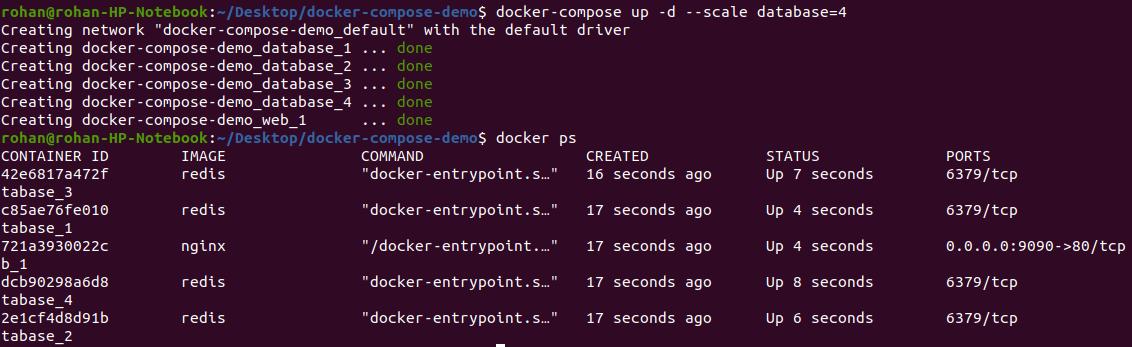 rohan@rohan-HP-Notebook:~/Desktop/docker-compose-demo$ docker-compose up -d --scale database=4
Creating network "docker-compose-demo_default" with the default driver
Creating docker-compose-demo_database_1 ... done
Creating docker-compose-demo_database_2 ... done
Creating docker-compose-demo_database_3 ... done
Creating docker-compose-demo_database_4 ... done
Creating docker-compose-demo_web_1      ... done
rohan@rohan-HP-Notebook:~/Desktop/docker-compose-demo$ docker ps
CONTAINER ID        IMAGE               COMMAND                  CREATED             STATUS              PORTS
42e6817a472f        redis               "docker-entrypoint.s…"   16 seconds ago      Up 7 seconds        6379/tcp
tabase_3
c85ae76fe010        redis               "docker-entrypoint.s…"   17 seconds ago      Up 4 seconds        6379/tcp
tabase_1
721a3930022c        nginx               "/docker-entrypoint.…"   17 seconds ago      Up 4 seconds        0.0.0.0:9090->80/tcp
b_1
dcb90298a6d8        redis               "docker-entrypoint.s…"   17 seconds ago      Up 8 seconds        6379/tcp
tabase_4
2e1cf4d8d91b        redis               "docker-entrypoint.s…"   17 seconds ago      Up 6 seconds        6379/tcp
tabase_2